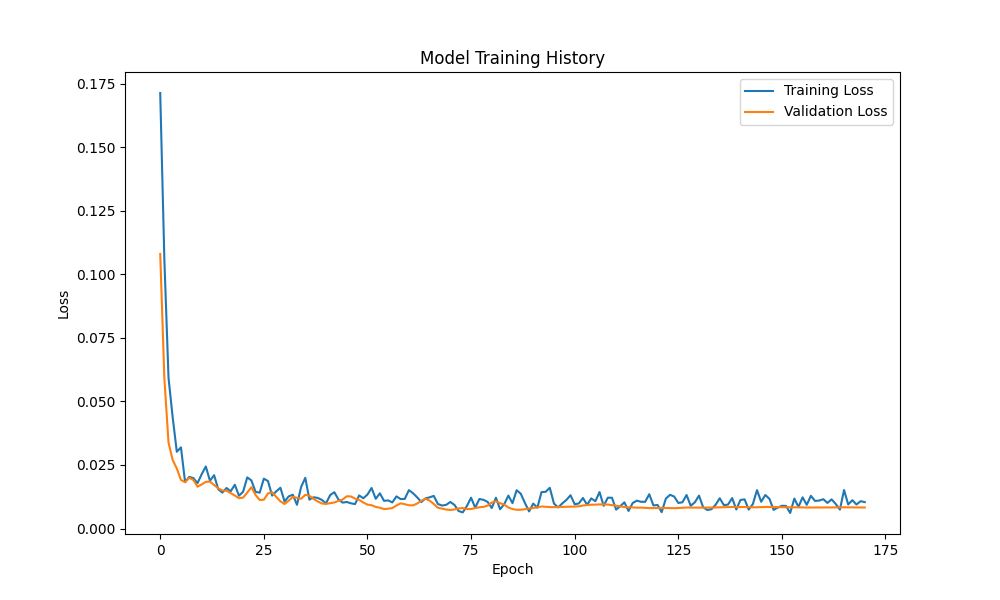 Model Training History
Training Loss
Validation Loss
0.175
0.150
0.125
0.100
0.075
0.050
0.025
0.000
Loss
0 25 50 75 100 125 150 175
Epoch